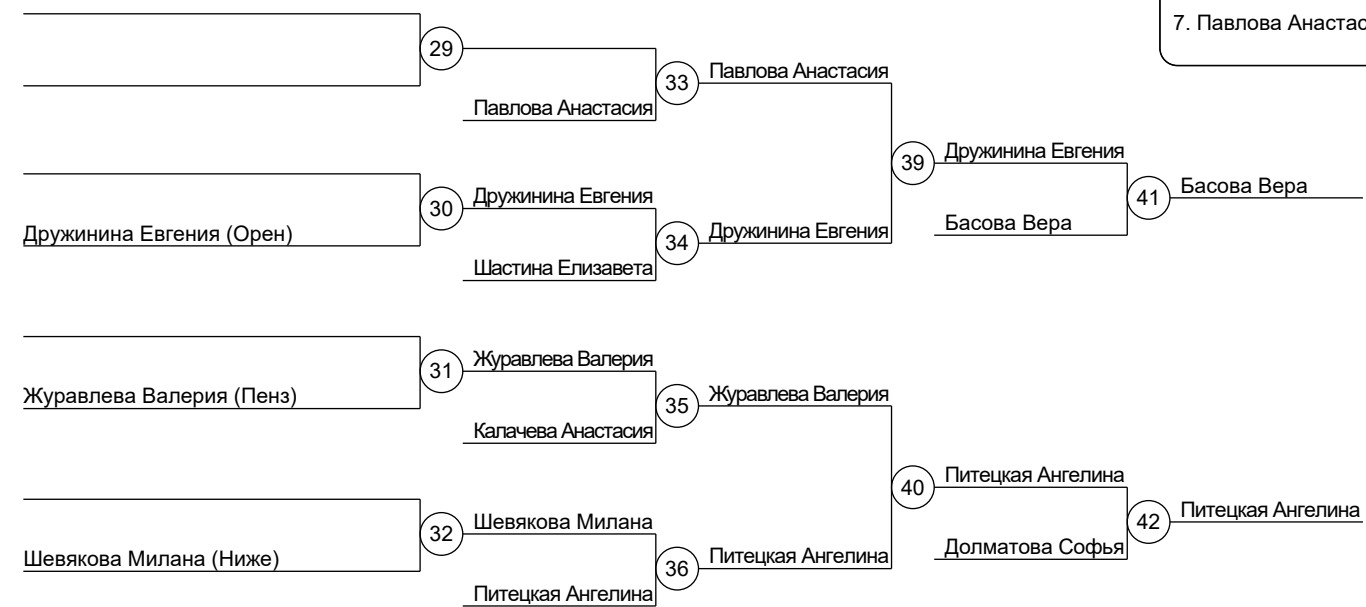 7. Павлова Анастас
29
Павлова Анастасия
33
Павлова Анастасия
Дружинина Евгения
39
Дружинина Евгения
30
Басова Вера
41
Басова Вера
Дружинина Евгения (Орен)
34
Дружинина Евгения
Шастина Елизавета
Журавлева Валерия
31
Журавлева Валерия (Пенз)
35
Журавлева Валерия
Калачева Анастасия
40
Питецкая Ангелина
Шевякова Милана
32
42
Питецкая Ангелина
Шевякова Милана (Ниже)
36
Питецкая Ангелина
Долматова Софья
Питецкая Ангелина